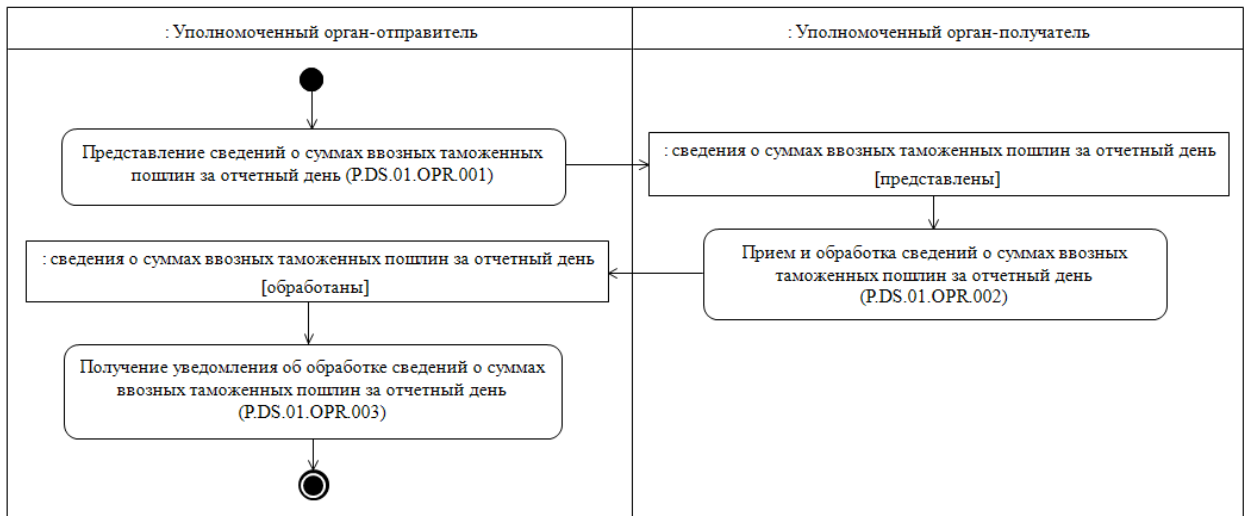 : Уполномоченный орган-отправитель
: Уполномоченный орган-получатель
Представление сведений о суммах ввозных таможенных
пошлин за отчетный день (P.DS.01.OPR.001)
: сведения о суммах ввозных таможенных пошлин за отчетный день
[представлены]
Прием и обработка сведений о суммах ввозных
таможенных пошлин за отчетный день
(P.DS.01.OPR.002)
: сведения о суммах ввозных таможенных пошлин за отчетный день
[обработаны]
Получение уведомления об обработке сведений о суммах
ввозных таможенных пошлин за отчетный день
(P.DS.01.OPR.003)